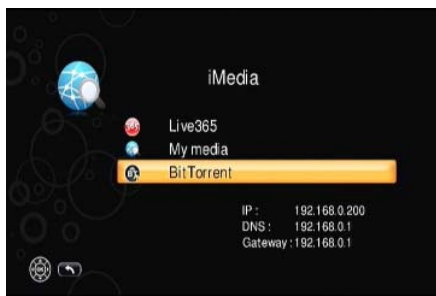 iMedia
Live365
My media
BitTorrent
IP : 192.168.0.200
DNS : 192.168.0.1
Gateway : 192.168.0.1